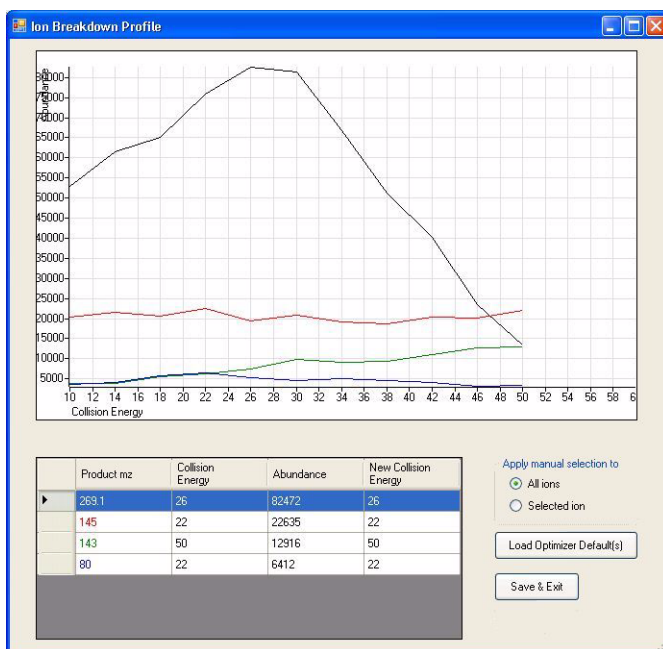 Ion Breakdown Profile
Abundance
80000
75000
70000
65000
60000
55000
50000
45000
40000
35000
30000
25000
20000
15000
10000
5000
10 12 14 16 18 20 22 24 26 28 30 32 34 36 38 40 42 44 46 48 50 52 54 56 58 6
Collision Energy
Product mz Collision Energy Abundance New Collision Energy
269.1 26 82472 26
145 22 22635 22
143 50 12916 50
80 22 6412 22
Apply manual selection to
All ions
Selected ion
Load Optimizer Default(s)
Save & Exit